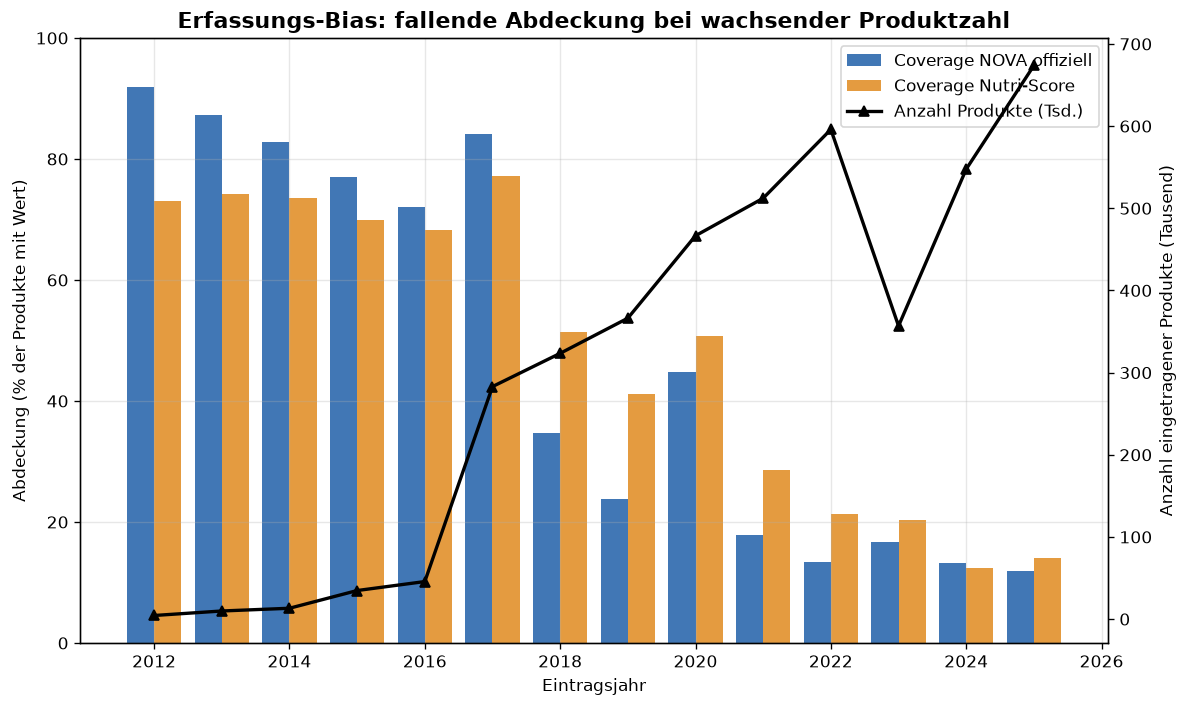 Erfassungs-Bias: fallende Abdeckung bei wachsender Produktzahl
Abdeckung (% der Produkte mit Wert)
100
80
60
40
20
0
Coverage NOVA offiziell
Coverage Nutri-Score
Anzahl Produkte (Tsd.)
700
600
500
400
300
200
100
0
Anzahl eingetragener Produkte (Tausend)
2012 2014 2016 2018 2020 2022 2024 2026
Eintragsjahr